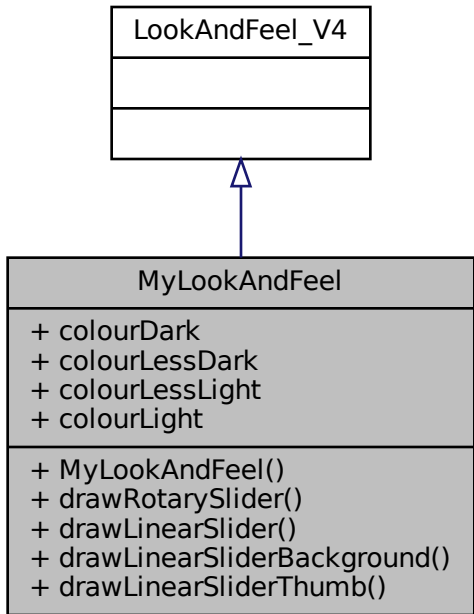 LookAndFeel_V4
MyLookAndFeel
+ colourDark
+ colourLessDark
+ colourLessLight
+ colourLight
+ MyLookAndFeel()
+ drawRotarySlider()
+ drawLinearSlider()
+ drawLinearSliderBackground()
+ drawLinearSliderThumb()